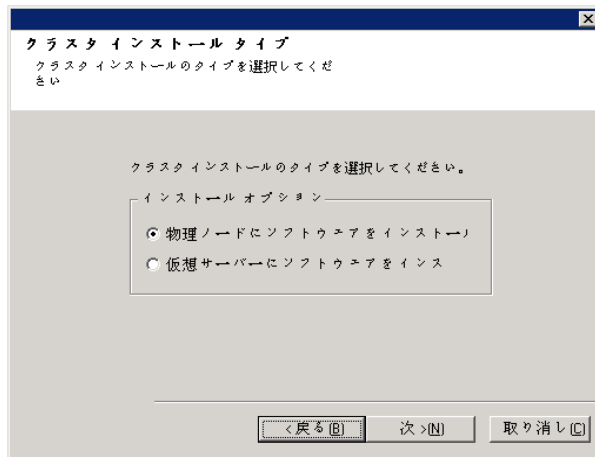 クラスタ インストール タイプ
クラスタ インストールのタイプを選択してくだ
さい
クラスタ インストールのタイプを選択してください。
インストール オプション
物理ノードにソフトウェアをインストー
仮想サーバーにソフトウェアをインス
<戻る(B)
次 >(N)
取り消し(C)